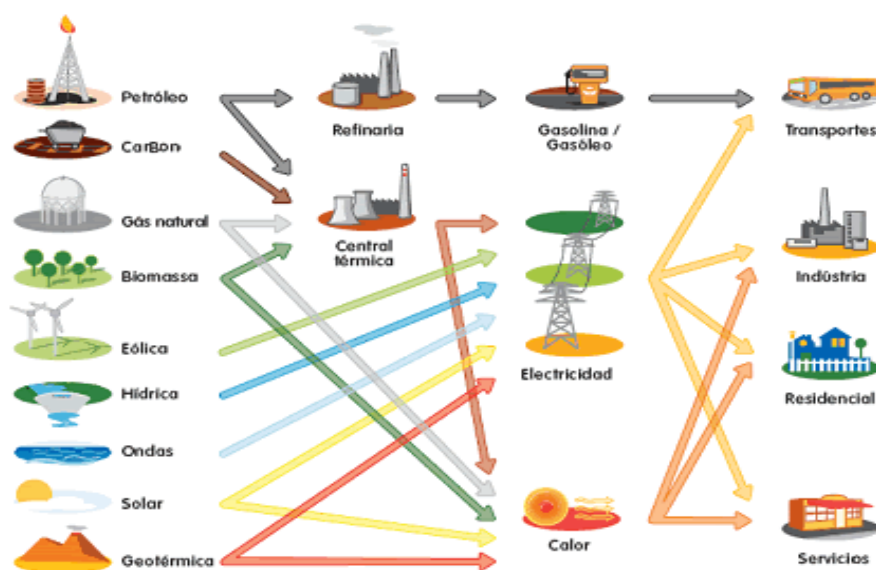 Petróleo
Refinaria
Gasolina /
Gasóleo
Transportes
CarBon
Gás natural
Central
térmica
Indústria
Biomassa
Eólica
Electricidad
Hídrica
Residencial
Ondas
Solar
Calor
Geotérmica
Servicios